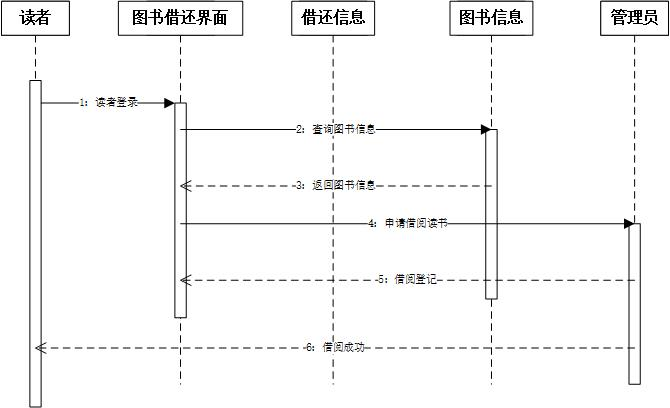 读者
图书借还界面
借还信息
图书信息
管理员
1: 读者登录
2: 查询图书信息
3: 返回图书信息
4: 申请借阅读书
5: 借阅登记
6: 借阅成功